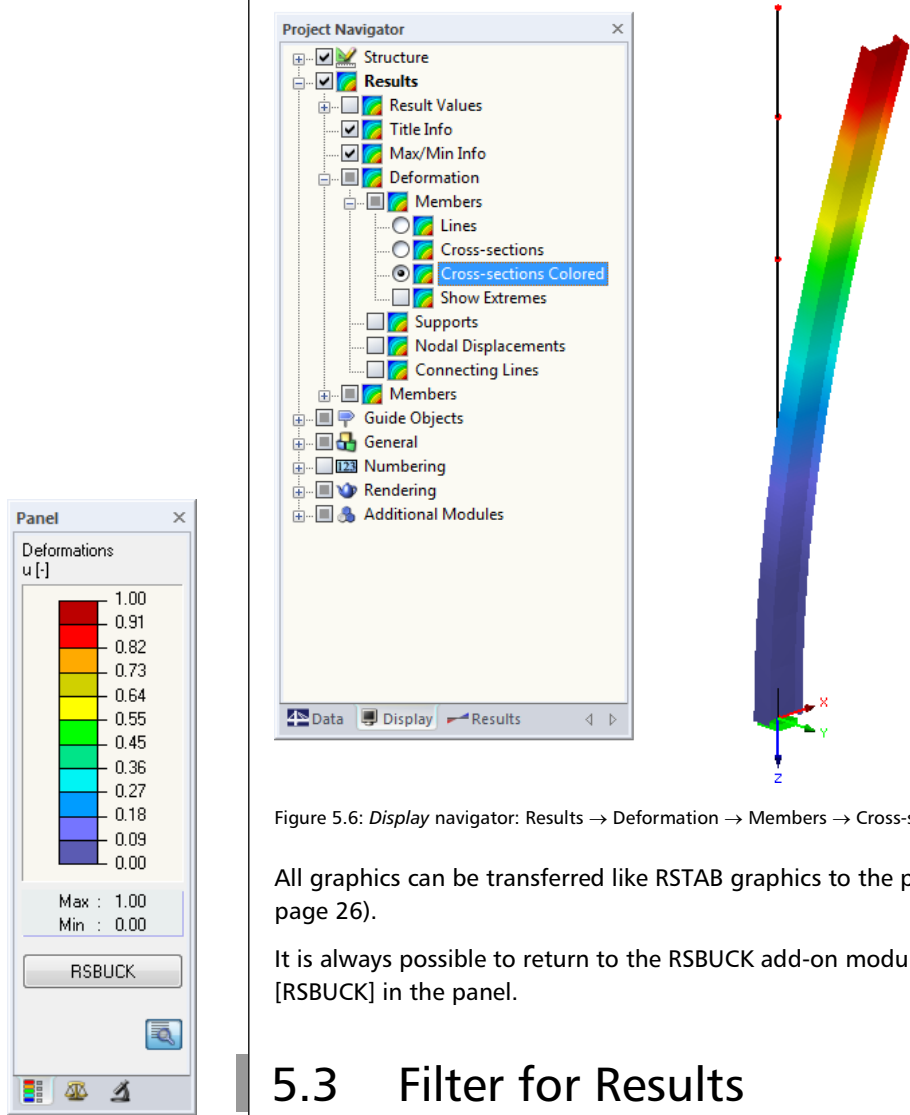 Project Navigator
Structure
Results
Result Values
Title Info
Max/Min Info
Deformation
Members
Lines
Cross-sections
Cross-sections Colored
Show Extremes
Supports
Nodal Displacements
Connecting Lines
Members
Guide Objects
General
123 Numbering
Rendering
Additional Modules
Data Display Results
X
Y
Z
Panel
Deformations
u [-]
1.00
0.91
0.82
0.73
0.64
0.55
0.45
0.36
0.27
0.18
0.09
0.00
Max : 1.00
Min : 0.00
RSBUCK
Figure 5.6: Display navigator: Results → Deformation → Members → Cross-s
All graphics can be transferred like RSTAB graphics to the p
page 26).
It is always possible to return to the RSBUCK add-on modu
[RSBUCK] in the panel.
5.3 Filter for Results